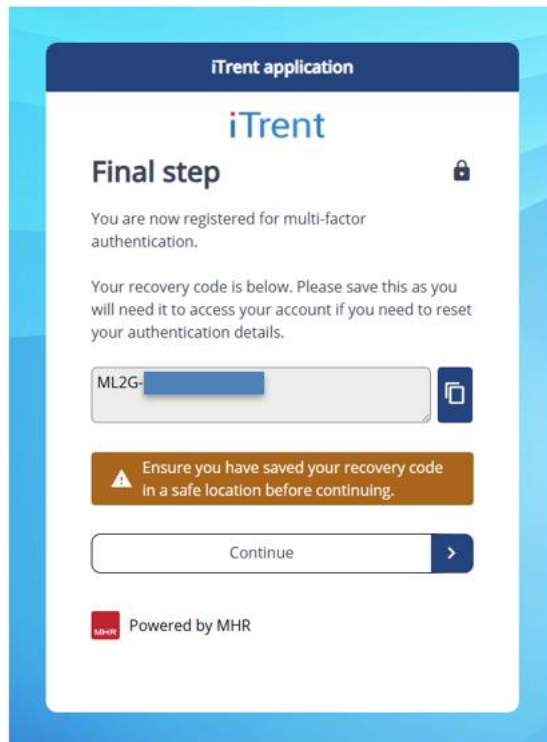 iTrent application
iTrent
Final step
You are now registered for multi-factor
authentication.
Your recovery code is below. Please save this as you
will need it to access your account if you need to reset
your authentication details.
ML2G-
Ensure you have saved your recovery code
in a safe location before continuing.
Continue
MHR
Powered by MHR